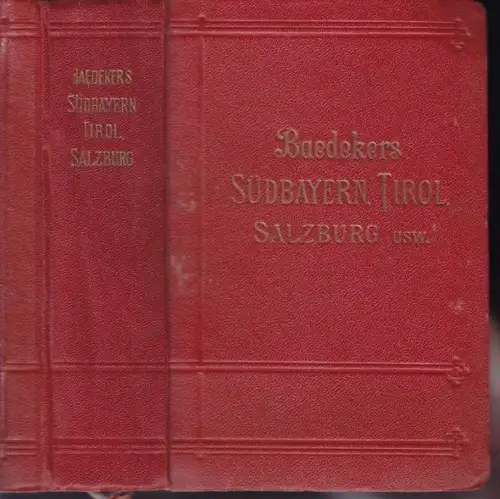 BAEDEKERS
SÜDBAYERN
TIROL,
SALZBURG
Baedekers
SÜDBAYERN, TIROL,
SALZBURG USW.